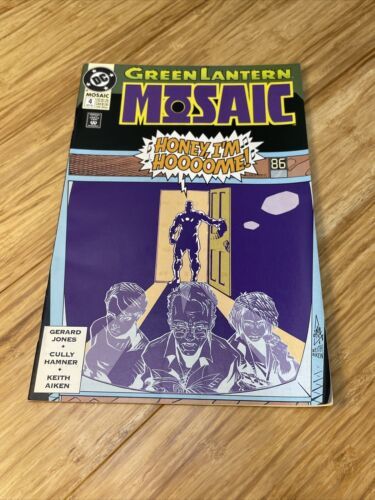 DC
GREEN LANTERN
MOSAIC
MOSAIC
4
HONEY, I'M
HOOOOME!
86
GERARD
JONES
CULLY
HAMNER
KEITH
AIKEN